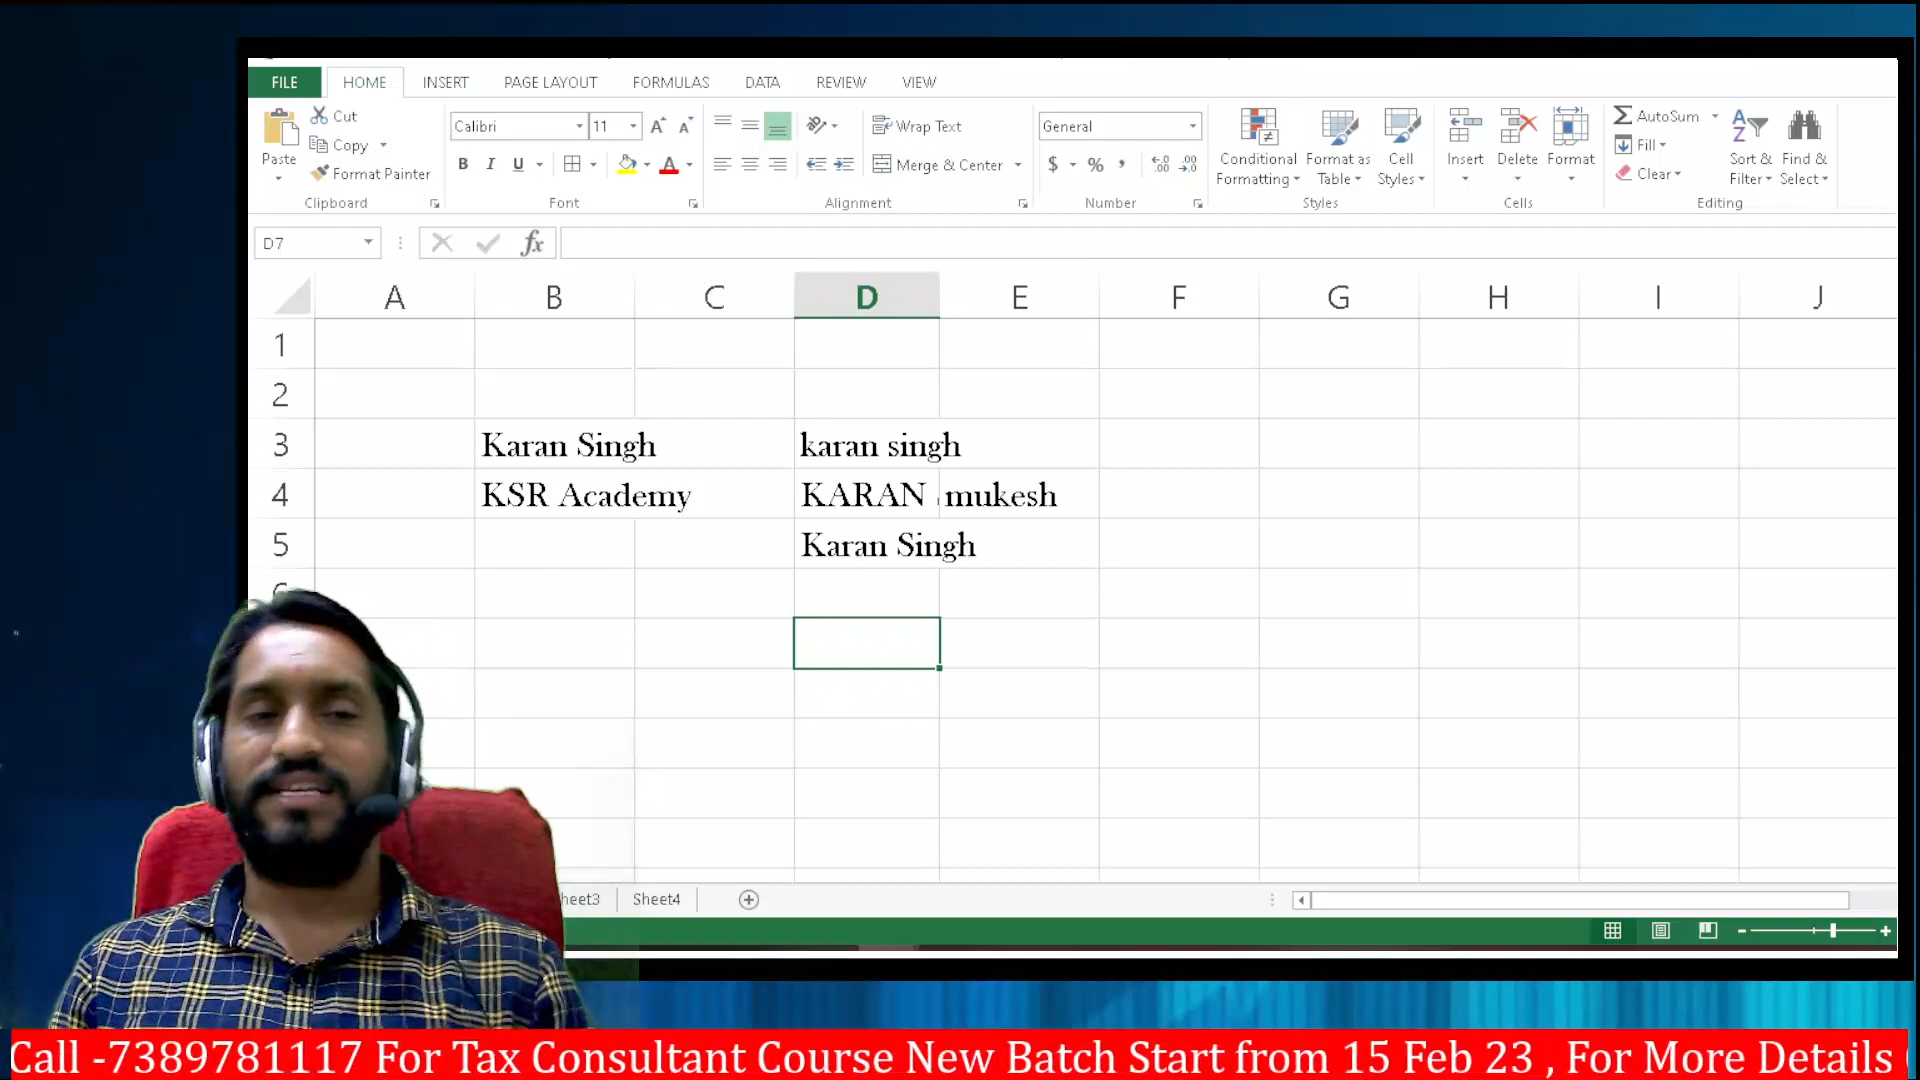 FILE HOME INSERT PAGE LAYOUT FORMULAS DATA REVIEW VIEW
Cut
Copy
Format Painter
Paste
Clipboard
Calibri 11
B I U A
Font
Wrap Text
Merge & Center
Alignment
General
$ % ,
Number
Conditional Formatting
Format as Table
Cell Styles
Styles
Insert Delete Format
Cells
AutoSum
Fill
Clear
Sort & Filter
Find & Select
Editing
D7 fx
A B C D E F G H I J
1
2
3 Karan Singh karan singh
4 KSR Academy KARAN mukesh
5 Karan Singh
heet3 Sheet4
Call -7389781117 For Tax Consultant Course New Batch Start from 15 Feb 23 , For More Details